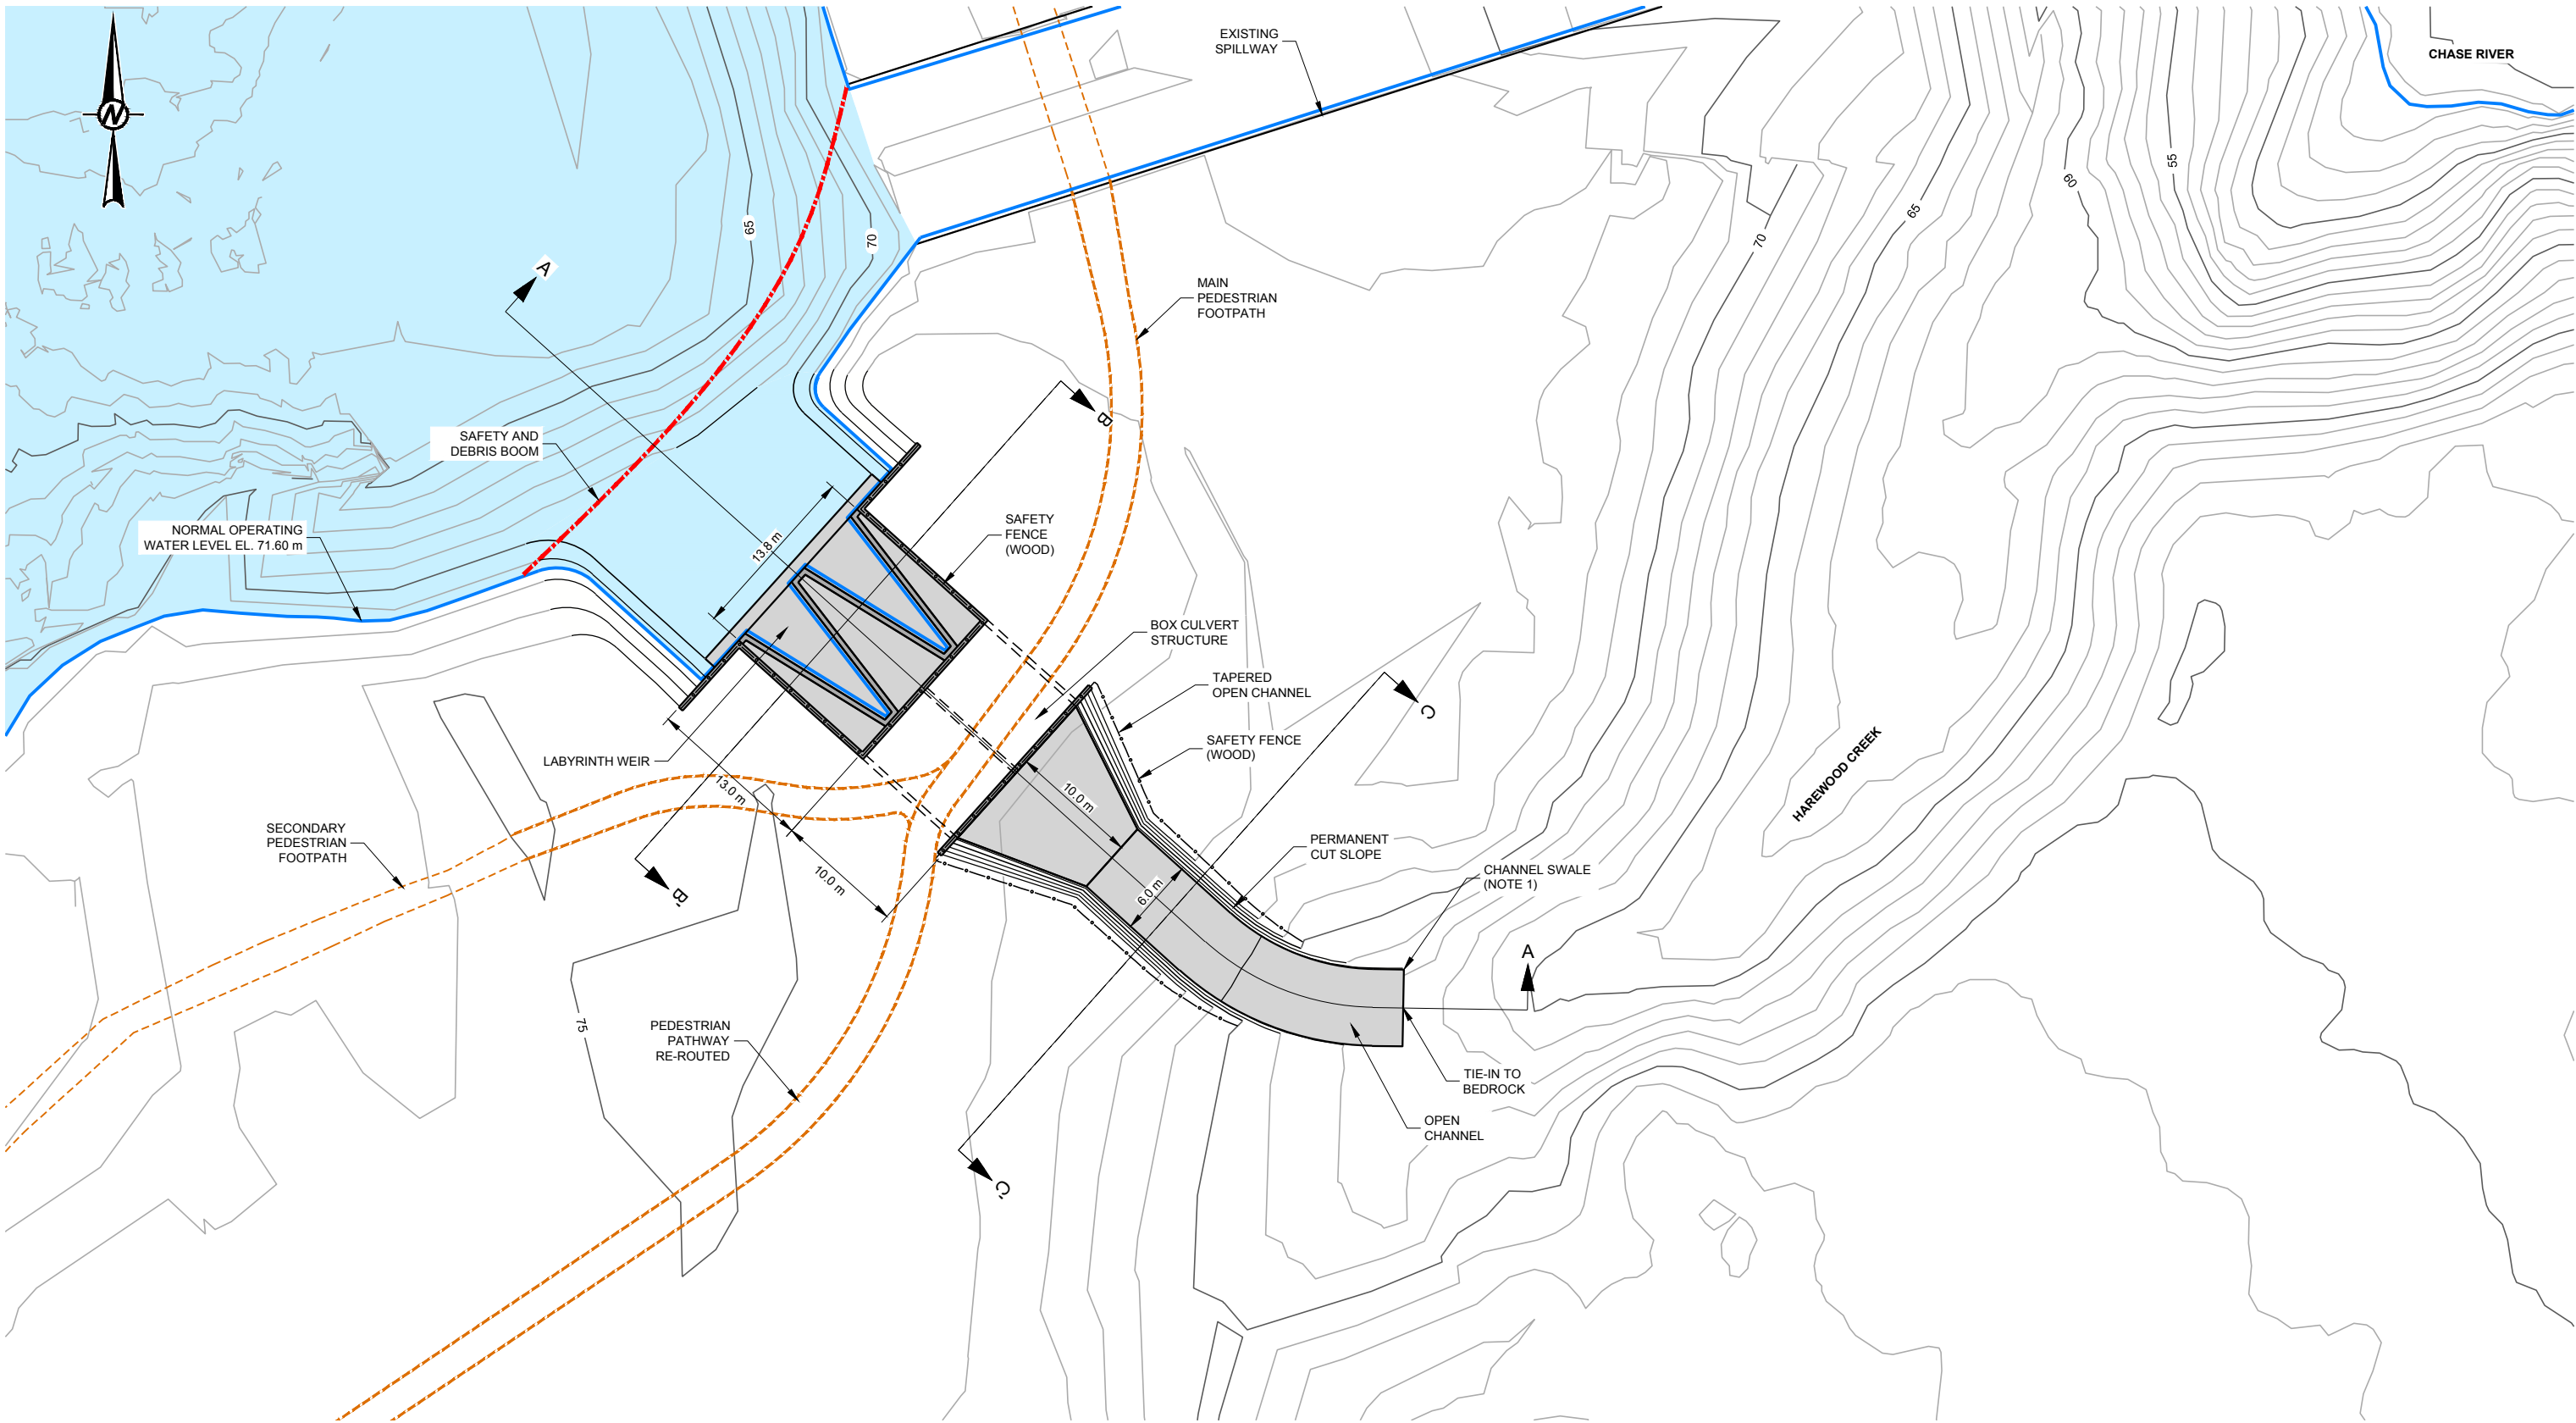 N
EXISTING
SPILLWAY
CHASE RIVER
55
60
65
65
70
70
A
MAIN
PEDESTRIAN
FOOTPATH
B
SAFETY AND
DEBRIS BOOM
NORMAL OPERATING
WATER LEVEL EL. 71.60 m
13.8 m
SAFETY
FENCE
(WOOD)
BOX CULVERT
STRUCTURE
TAPERED
OPEN CHANNEL
C
SAFETY FENCE
(WOOD)
LABYRINTH WEIR
13.0 m
10.0 m
HAREWOOD CREEK
SECONDARY
PEDESTRIAN
FOOTPATH
PERMANENT
CUT SLOPE
10.0 m
6.0 m
CHANNEL SWALE
(NOTE 1)
B'
A
75
PEDESTRIAN
PATHWAY
RE-ROUTED
TIE-IN TO
BEDROCK
OPEN
CHANNEL
C'